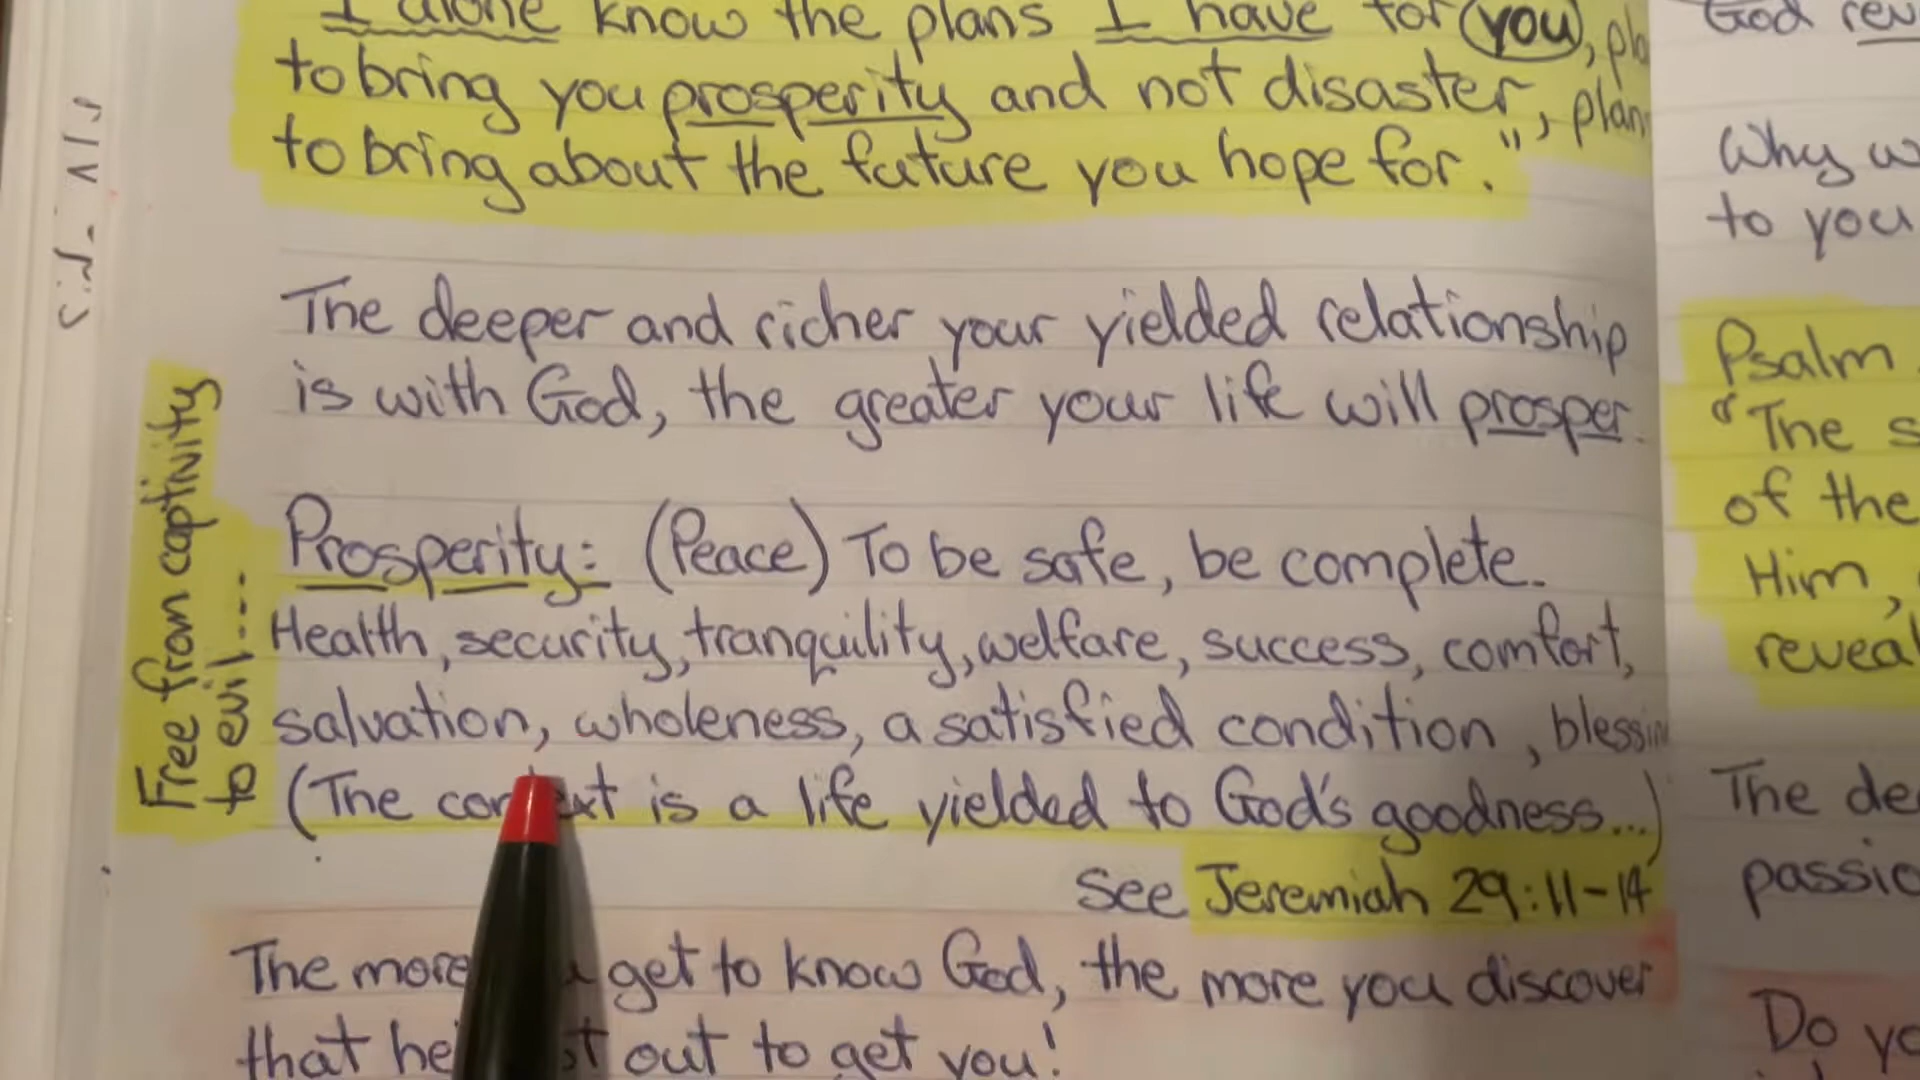 I alone know the plans I have for you,
to bring you prosperity and not disaster, plan
to bring about the future you hope for."
The deeper and richer your yielded relationship
is with God, the greater your life will prosper.
Free from captivity
to evil....
Prosperity: (Peace) To be safe, be complete.
Health, security, tranquility, welfare, success, comfort,
salvation, wholeness, a satisfied condition, blessin
(The is a life yielded to God's goodness...)
See Jeremiah 29:11-14
The more get to know God, the more you discover
that out to get you!
God rev
Why w
to you
Psalm
"The s
of the
Him,
reveal
The de
passio
Do yo